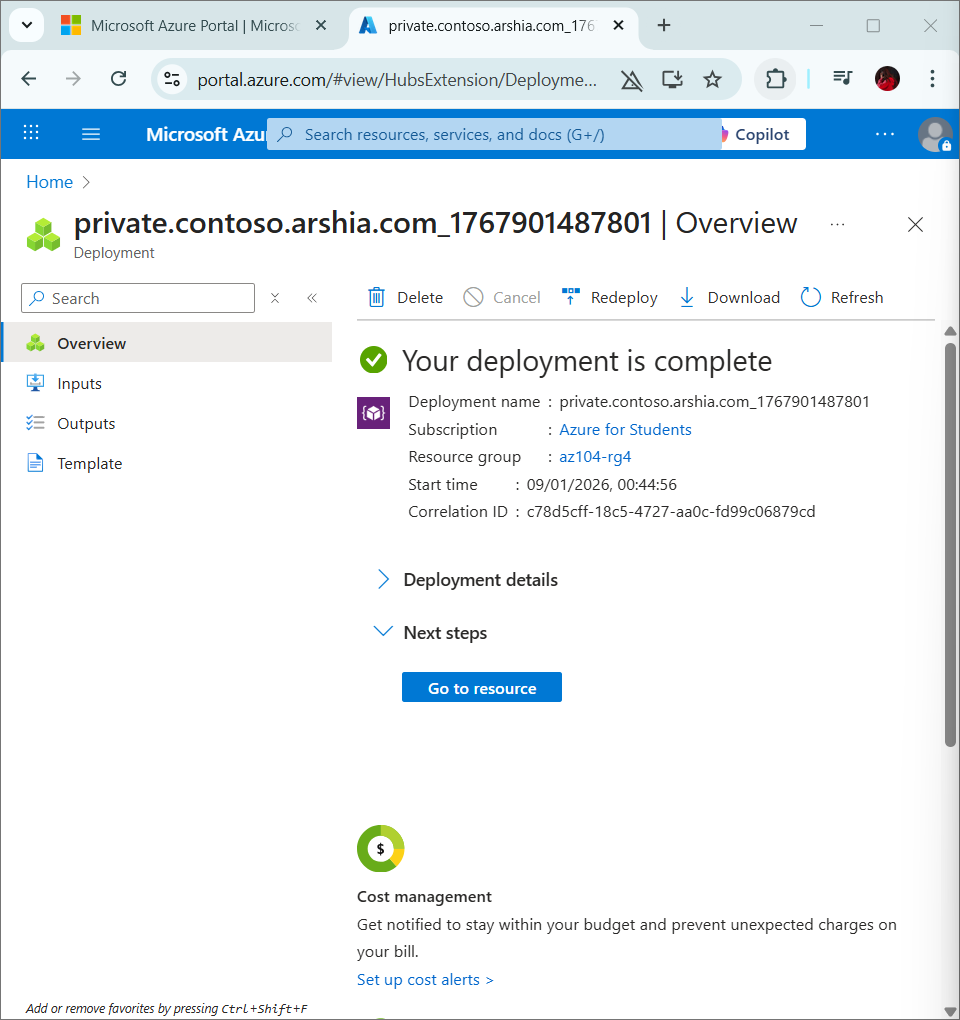 Microsoft Azure Portal | Micros
private.contoso.arshia.com_176
portal.azure.com/#view/HubsExtension/Deployme...
Microsoft Azu
Search resources, services, and docs (G+/)
Copilot
Home
private.contoso.arshia.com_1767901487801 | Overview
Deployment
Search
Delete
Cancel
Redeploy
Download
Refresh
Overview
Inputs
Outputs
Template
Your deployment is complete
Deployment name : private.contoso.arshia.com_1767901487801
Subscription : Azure for Students
Resource group : az104-rg4
Start time : 09/01/2026, 00:44:56
Correlation ID : c78d5cff-18c5-4727-aa0c-fd99c06879cd
Deployment details
Next steps
Go to resource
$
Cost management
Get notified to stay within your budget and prevent unexpected charges on
your bill.
Set up cost alerts >
Add or remove favorites by pressing Ctrl+Shift+F